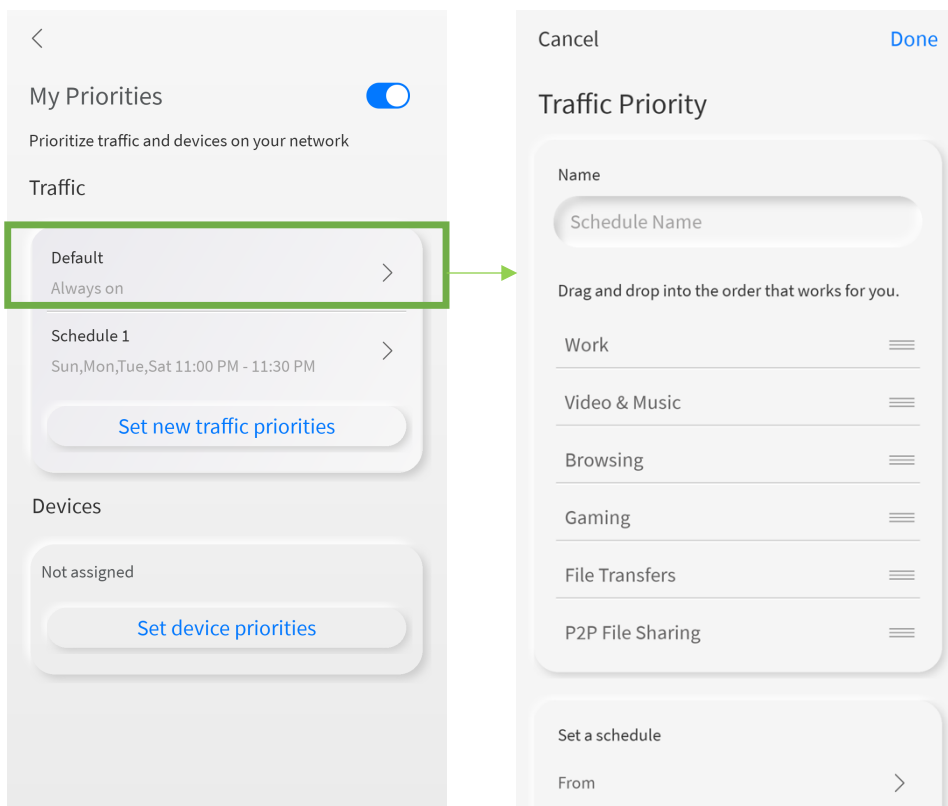 My Priorities
Prioritize traffic and devices on your network
Traffic
Default
Always on
Schedule 1
Sun,Mon,Tue,Sat 11:00 PM - 11:30 PM
Set new traffic priorities
Devices
Not assigned
Set device priorities
Cancel
Done
Traffic Priority
Name
Schedule Name
Drag and drop into the order that works for you.
Work
Video & Music
Browsing
Gaming
File Transfers
P2P File Sharing
Set a schedule
From